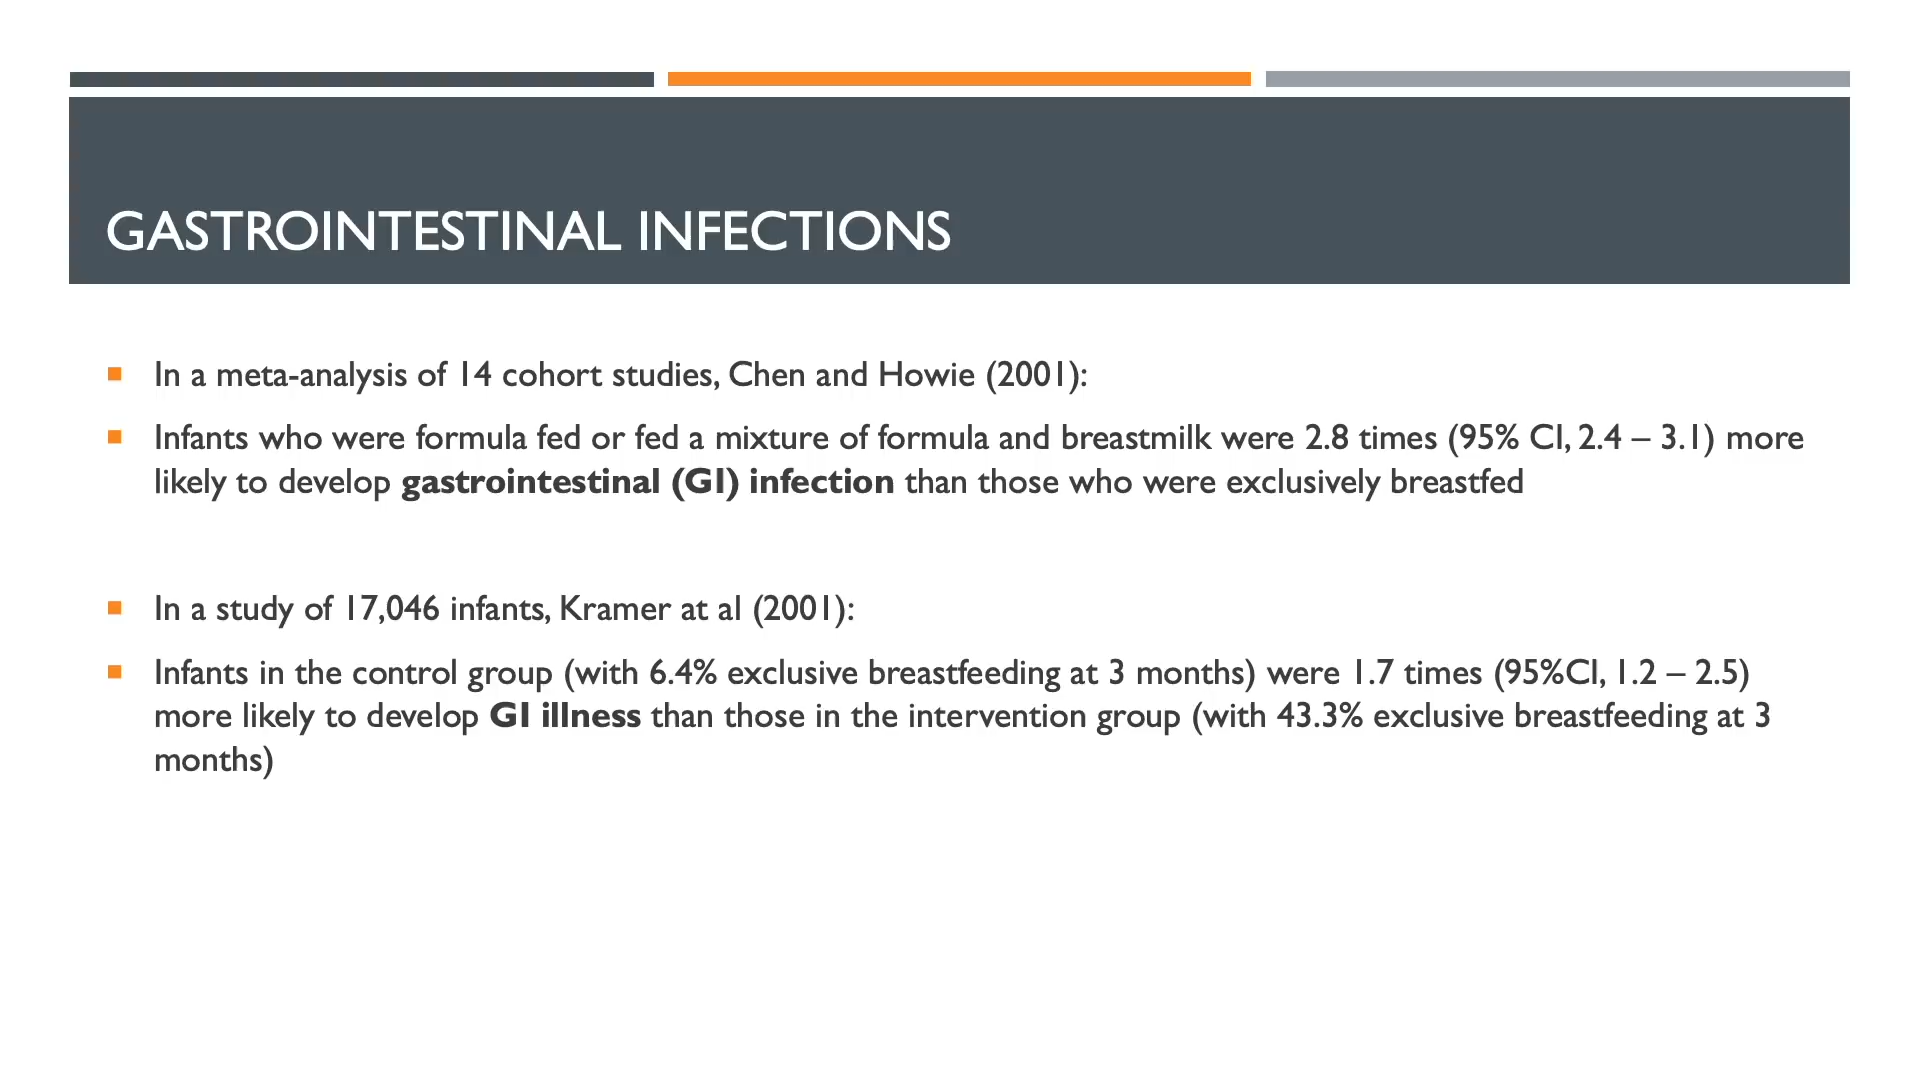 GASTROINTESTINAL INFECTIONS
In a meta-analysis of 14 cohort studies, Chen and Howie (2001):
Infants who were formula fed or fed a mixture of formula and breastmilk were 2.8 times (95% CI, 2.4 – 3.1) more
likely to develop gastrointestinal (GI) infection than those who were exclusively breastfed
In a study of 17,046 infants, Kramer at al (2001):
Infants in the control group (with 6.4% exclusive breastfeeding at 3 months) were 1.7 times (95%CI, 1.2 – 2.5)
more likely to develop GI illness than those in the intervention group (with 43.3% exclusive breastfeeding at 3
months)